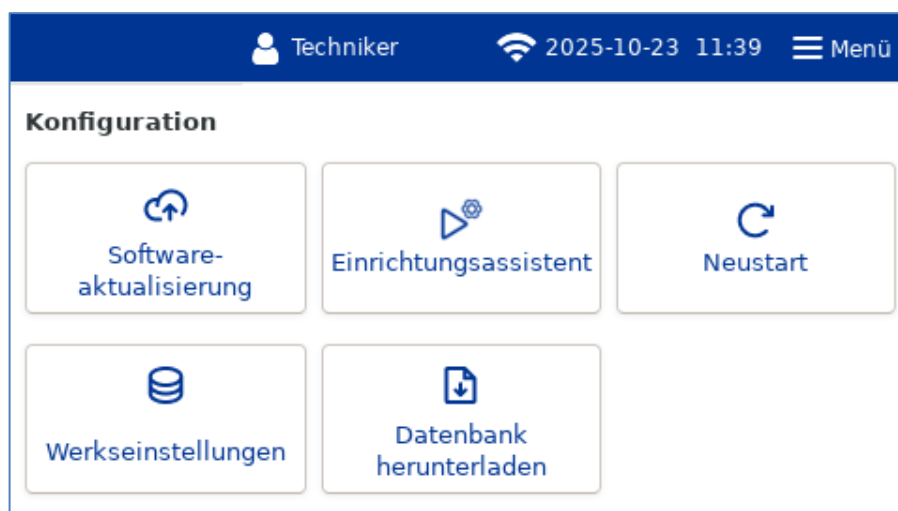 Techniker 2025-10-23 11:39 Menü
Konfiguration
Software-
aktualisierung
Einrichtungsassistent
Neustart
Werkseinstellungen
Datenbank
herunterladen